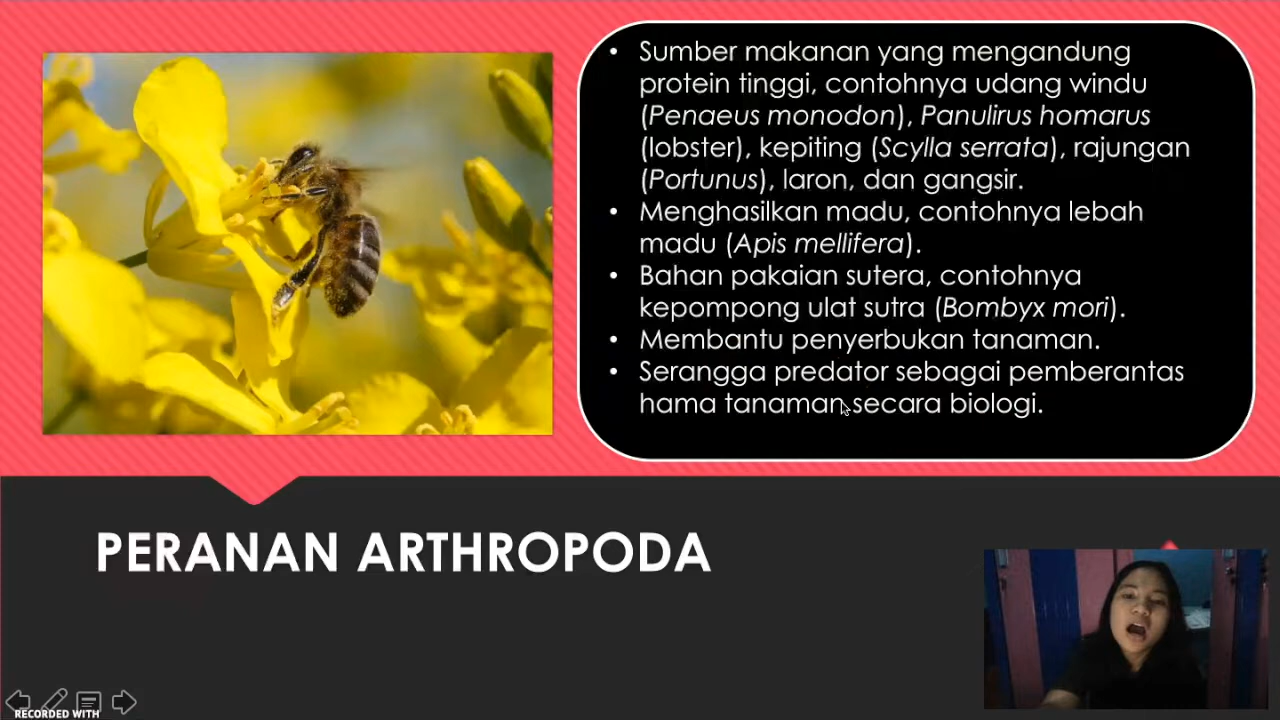 • Sumber makanan yang mengandung
protein tinggi, contohnya udang windu
(Penaeus monodon), Panulirus homarus
(lobster), kepiting (Scylla serrata), rajungan
(Portunus), laron, dan gangsir.
• Menghasilkan madu, contohnya lebah
madu (Apis mellifera).
• Bahan pakaian sutera, contohnya
kepompong ulat sutra (Bombyx mori).
• Membantu penyerbukan tanaman.
• Serangga predator sebagai pemberantas
hama tanaman secara biologi.
PERANAN ARTHROPODA
RECORDED WITH